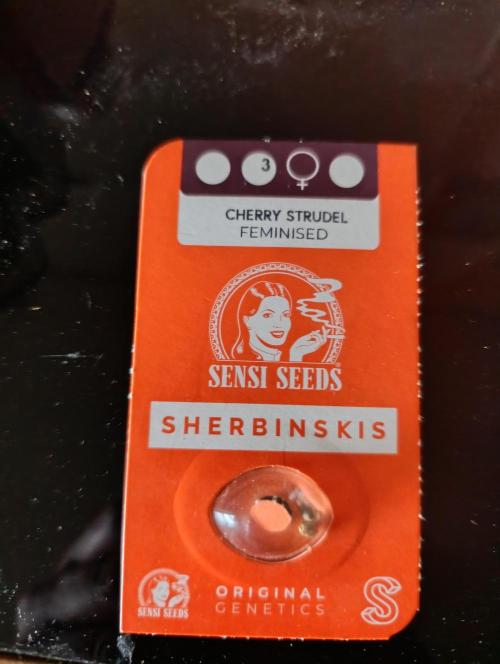 3
CHERRY STRUDEL
FEMINISED
SENSI SEEDS
SHERBINSKIS
SENSI SEEDS
ORIGINAL
GENETICS
S